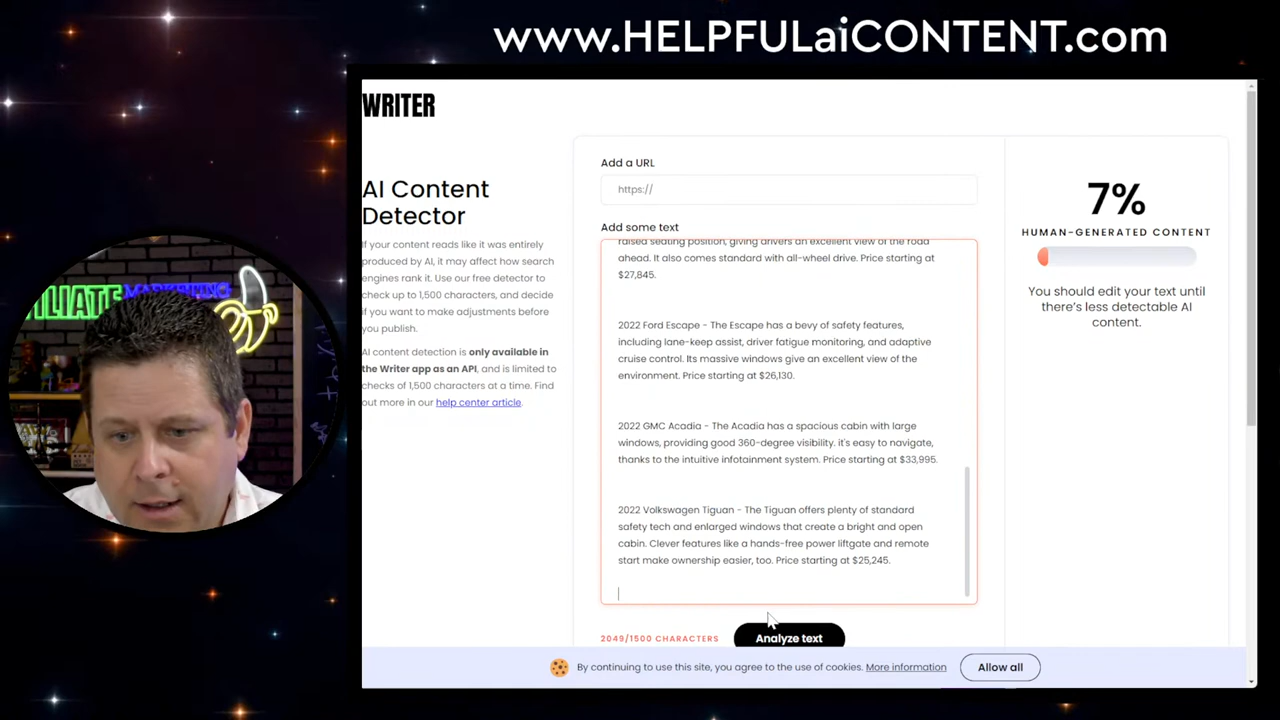 www.HELPFULaiCONTENT.com
WRITER
AI Content
Detector
If your content reads like it was entirely
produced by AI, it may affect how search
engines rank it. Use our free detector to
check up to 1,500 characters, and decide
if you want to make adjustments before
you publish.
AI content detection is only available in
the Writer app as an API, and is limited to
checks of 1,500 characters at a time. Find
out more in our help center article.
Add a URL
https://
Add some text
raised seating position, giving drivers an excellent view of the road
ahead. It also comes standard with all-wheel drive. Price starting at
$27,845.
2022 Ford Escape - The Escape has a bevy of safety features,
including lane-keep assist, driver fatigue monitoring, and adaptive
cruise control. Its massive windows give an excellent view of the
environment. Price starting at $26,130.
2022 GMC Acadia - The Acadia has a spacious cabin with large
windows, providing good 360-degree visibility. it's easy to navigate,
thanks to the intuitive infotainment system. Price starting at $33,995.
2022 Volkswagen Tiguan - The Tiguan offers plenty of standard
safety tech and enlarged windows that create a bright and open
cabin. Clever features like a hands-free power liftgate and remote
start make ownership easier, too. Price starting at $25,245.
2049/1500 CHARACTERS
Analyze text
7%
HUMAN-GENERATED CONTENT
You should edit your text until
there's less detectable AI
content.
By continuing to use this site, you agree to the use of cookies. More information
Allow all
MARKETING